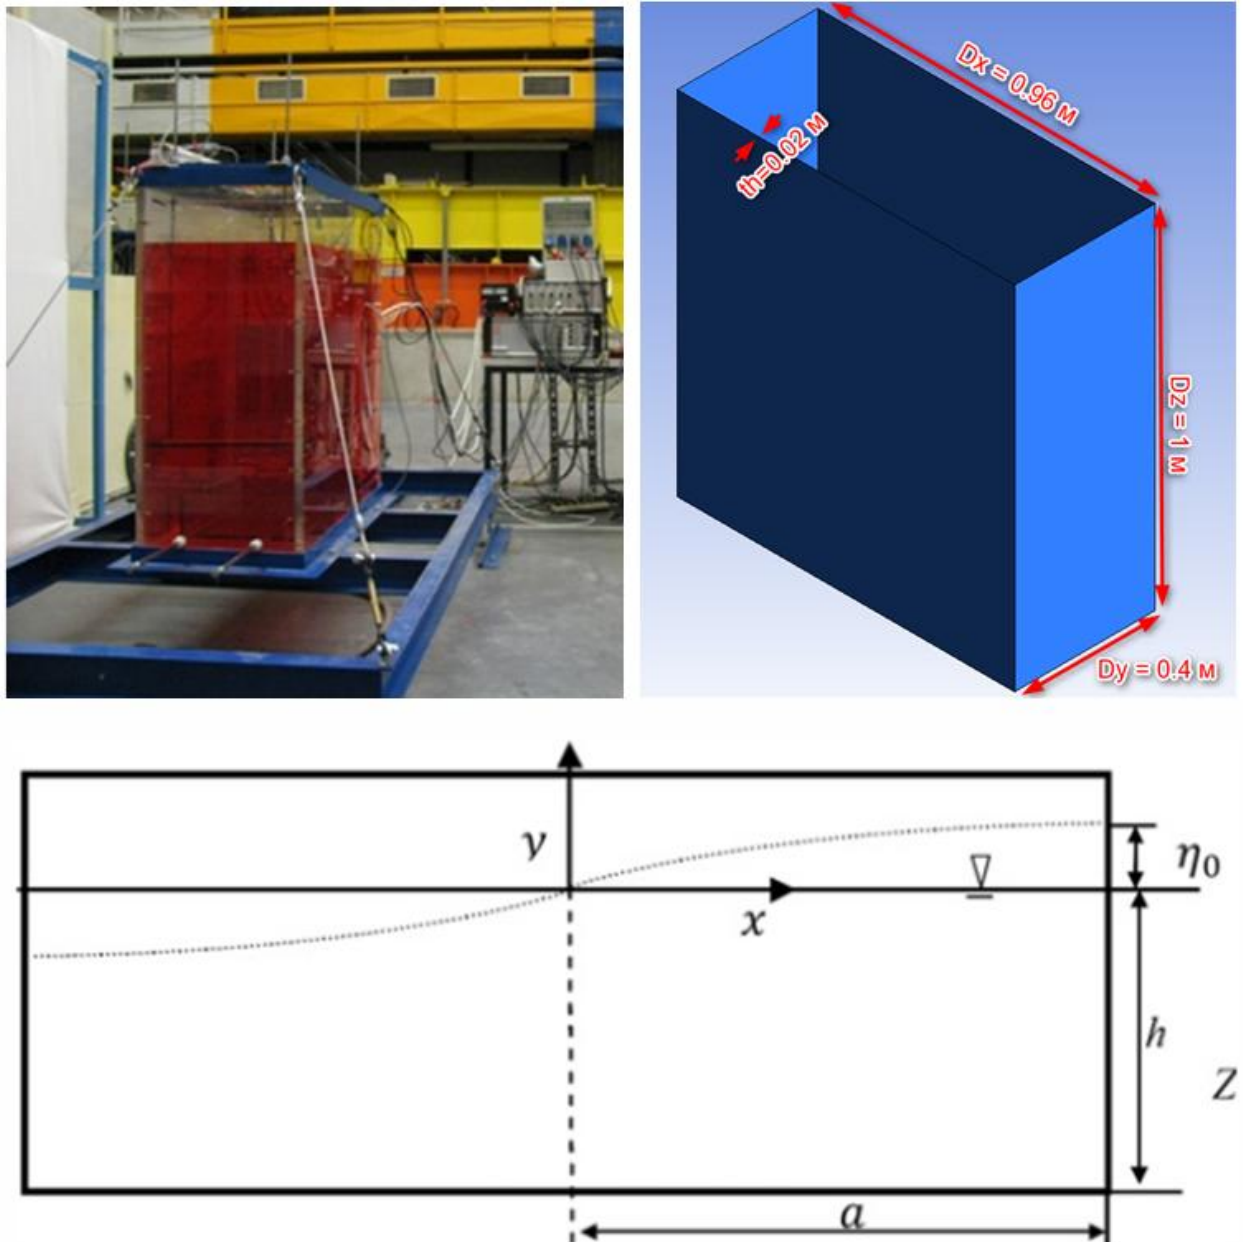 Dx = 0.96 м
th=0.02 м
Dz = 1 м
Dy = 0.4 м
y
η₀
x
h
Z
a